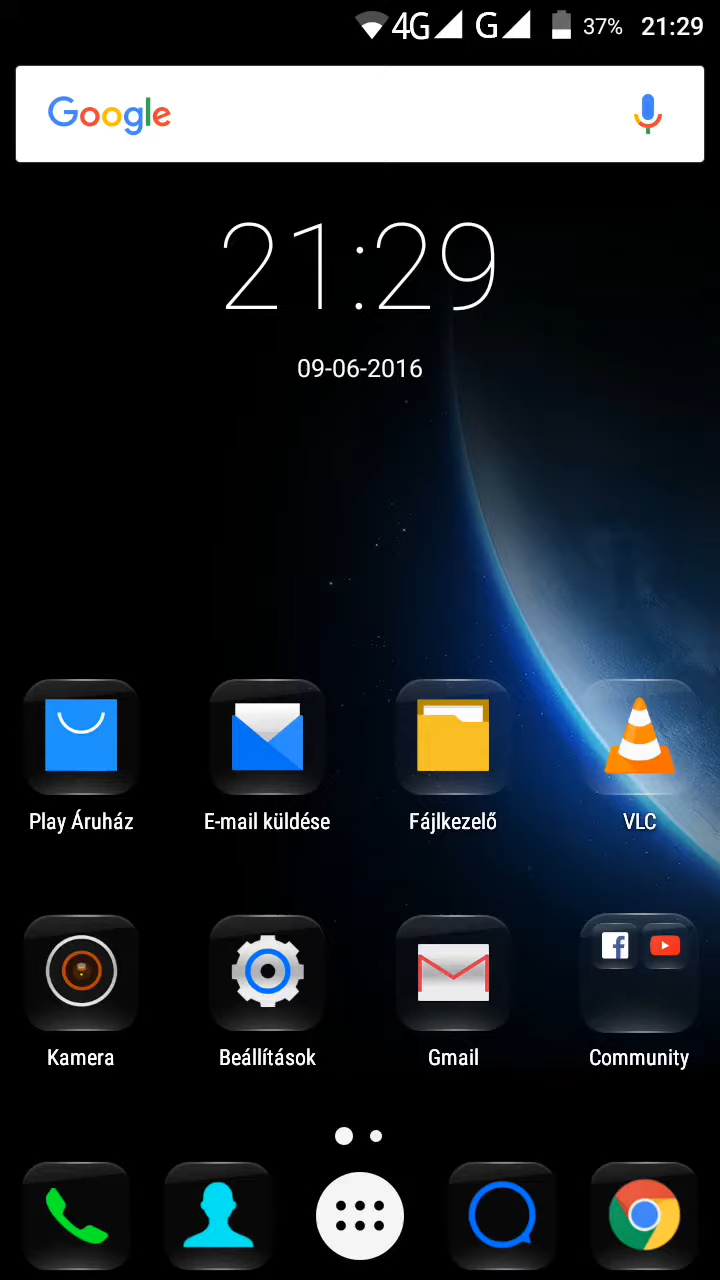 4G G 37% 21:29
Google
21:29
09-06-2016
Play Áruház E-mail küldése Fájlkezelő VLC
Kamera Beállítások Gmail Community